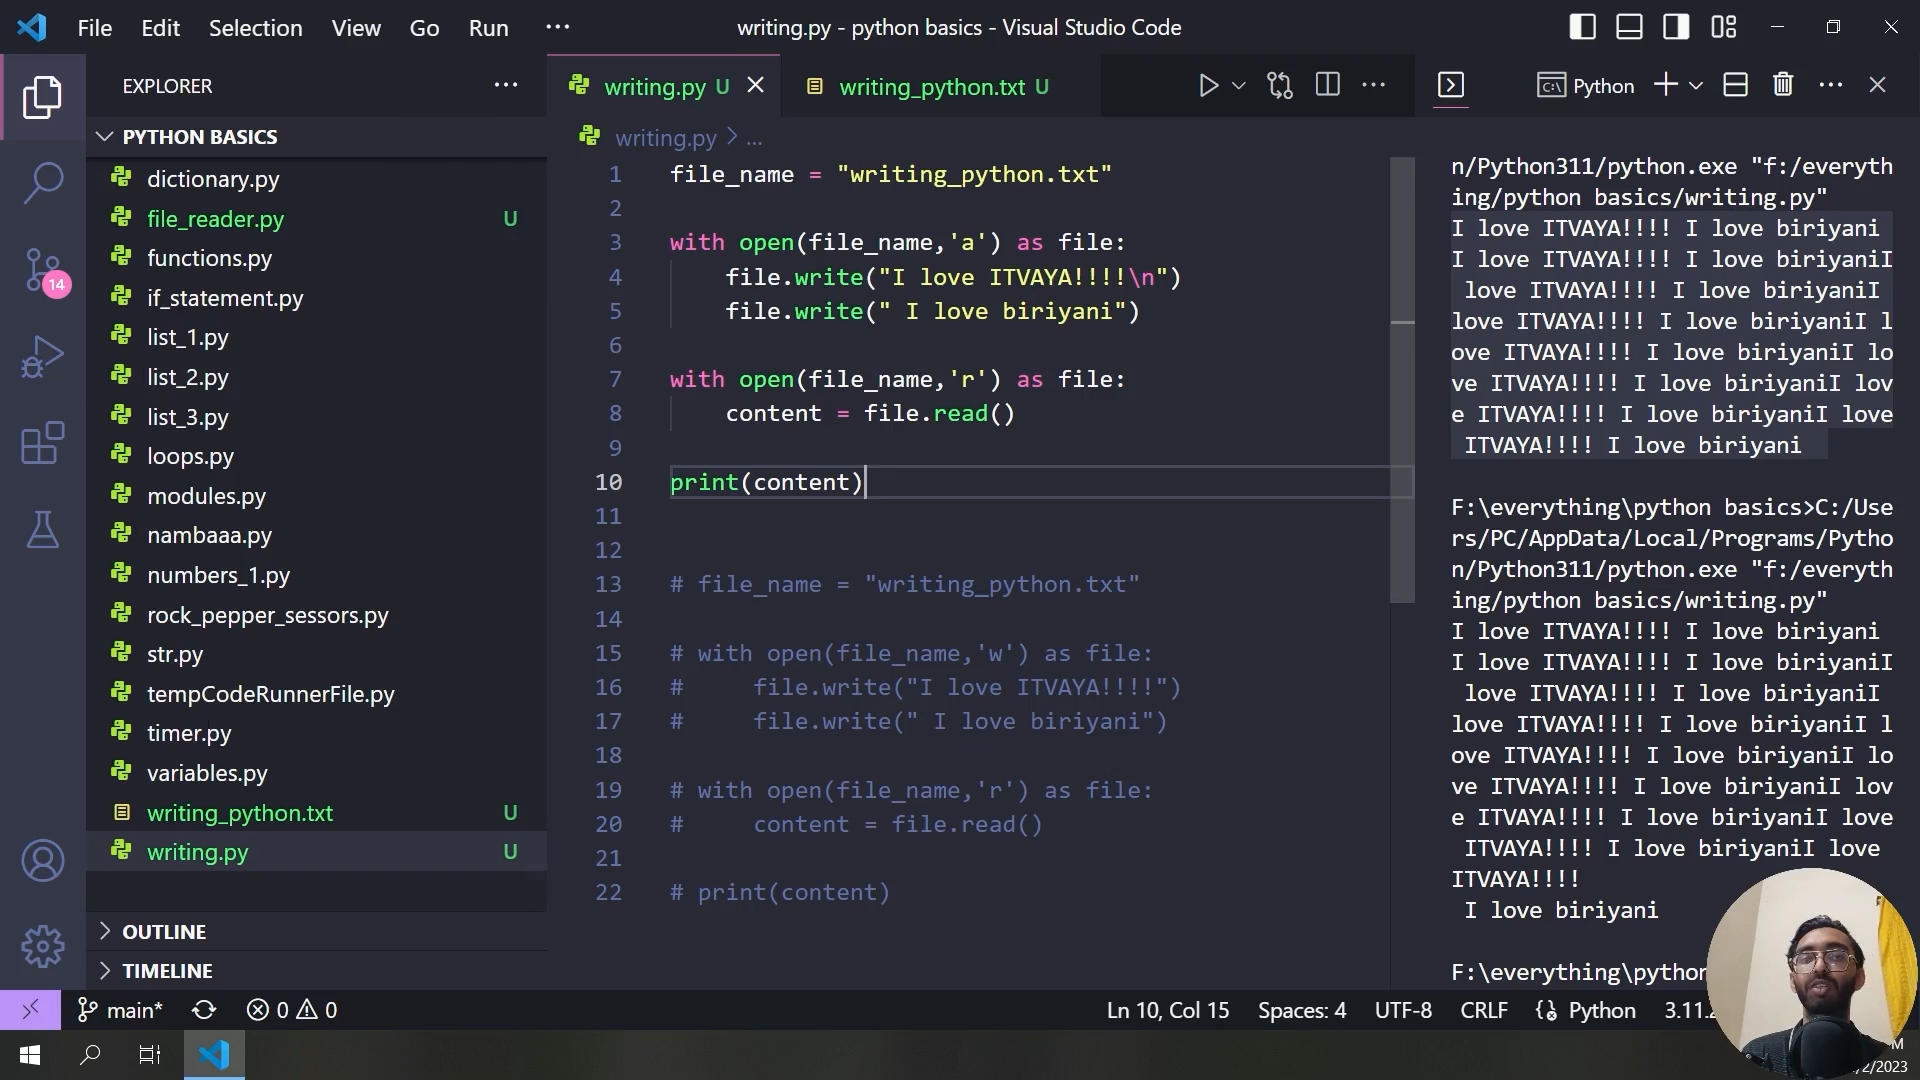 File Edit Selection View Go Run ···
writing.py - python basics - Visual Studio Code
EXPLORER
PYTHON BASICS
dictionary.py
file_reader.py U
functions.py
if_statement.py
list_1.py
list_2.py
list_3.py
loops.py
modules.py
nambaaa.py
numbers_1.py
rock_pepper_sessors.py
str.py
tempCodeRunnerFile.py
timer.py
variables.py
writing_python.txt U
writing.py U
OUTLINE
TIMELINE
14
writing.py U
writing_python.txt U
writing.py > ...
1 file_name = "writing_python.txt"
2
3 with open(file_name,'a') as file:
4 file.write("I love ITVAYA!!!!\n")
5 file.write(" I love biriyani")
6
7 with open(file_name,'r') as file:
8 content = file.read()
9
10 print(content)
11
12
13 # file_name = "writing_python.txt"
14
15 # with open(file_name,'w') as file:
16 # file.write("I love ITVAYA!!!!")
17 # file.write(" I love biriyani")
18
19 # with open(file_name,'r') as file:
20 # content = file.read()
21
22 # print(content)
Python
n/Python311/python.exe "f:/everyth
ing/python basics/writing.py"
I love ITVAYA!!!! I love biriyani
I love ITVAYA!!!! I love biriyaniI
love ITVAYA!!!! I love biriyaniI
love ITVAYA!!!! I love biriyaniI l
ove ITVAYA!!!! I love biriyaniI lo
ve ITVAYA!!!! I love biriyaniI lov
e ITVAYA!!!! I love biriyaniI love
ITVAYA!!!! I love biriyani
F:\everything\python basics>C:/Use
rs/PC/AppData/Local/Programs/Pytho
n/Python311/python.exe "f:/everyth
ing/python basics/writing.py"
I love ITVAYA!!!! I love biriyani
I love ITVAYA!!!! I love biriyaniI
love ITVAYA!!!! I love biriyaniI
love ITVAYA!!!! I love biriyaniI l
ove ITVAYA!!!! I love biriyaniI lo
ve ITVAYA!!!! I love biriyaniI lov
e ITVAYA!!!! I love biriyaniI love
ITVAYA!!!! I love biriyaniI love
ITVAYA!!!!
I love biriyani
F:\everything\python
main* 0 0
Ln 10, Col 15 Spaces: 4 UTF-8 CRLF Python 3.11.
M
/2/2023